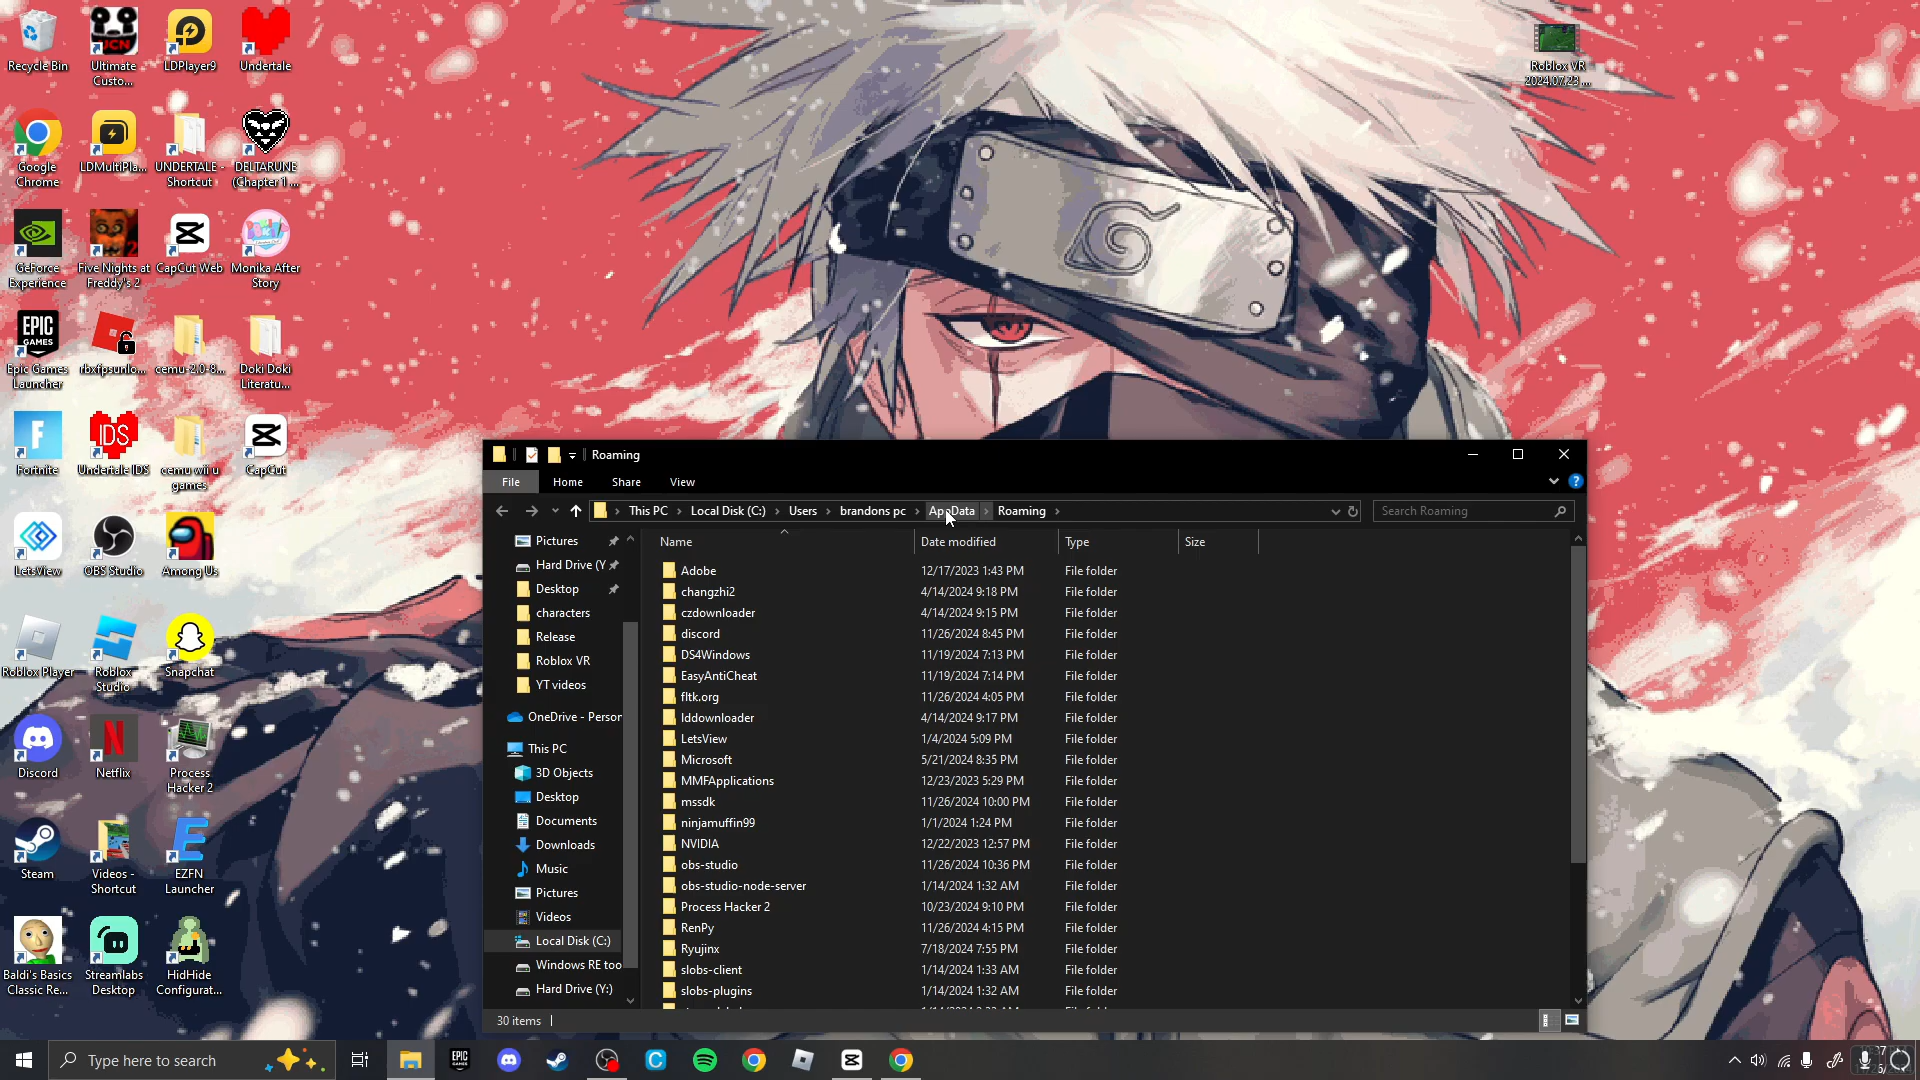 Recycle Bin
Ultimate
Custo...
LDPlayer9
Undertale
Google
Chrome
LDMultiPla...
UNDERTALE -
Shortcut
DELTARUNE
(Chapter 1 ...
GeForce
Experience
Five Nights at
Freddy's 2
CapCut Web
Monika After
Story
Epic Games
Launcher
rbxfpsunlo...
cemu-2.0-8...
Doki Doki
Literatu...
Fortnite
Undertale IDS
cemu wii u
games
CapCut
LetsView
OBS Studio
Among Us
Roblox Player
Roblox
Studio
Snapchat
Discord
Netflix
Process
Hacker 2
Steam
Videos -
Shortcut
EZFN
Launcher
Baldi's Basics
Classic Re...
Streamlabs
Desktop
HidHide
Configurat...
Roblox VR
2024.07.23 ...
Roaming
File
Home
Share
View
This PC
Local Disk (C:)
Users
brandons pc
AppData
Roaming
Search Roaming
Pictures
Hard Drive (Y
Desktop
characters
Release
Roblox VR
YT videos
OneDrive - Person
This PC
3D Objects
Desktop
Documents
Downloads
Music
Pictures
Videos
Local Disk (C:)
Windows RE too
Hard Drive (Y:)
Name Date modified Type Size
Adobe 12/17/2023 1:43 PM File folder
changzhi2 4/14/2024 9:18 PM File folder
czdownloader 4/14/2024 9:15 PM File folder
discord 11/26/2024 8:45 PM File folder
DS4Windows 11/19/2024 7:13 PM File folder
EasyAntiCheat 11/19/2024 7:14 PM File folder
fltk.org 11/26/2024 4:05 PM File folder
lddownloader 4/14/2024 9:17 PM File folder
LetsView 1/4/2024 5:09 PM File folder
Microsoft 5/21/2024 8:35 PM File folder
MMFApplications 12/23/2023 5:29 PM File folder
mssdk 11/26/2024 10:00 PM File folder
ninjamuffin99 1/1/2024 1:24 PM File folder
NVIDIA 12/22/2023 12:57 PM File folder
obs-studio 11/26/2024 10:36 PM File folder
obs-studio-node-server 1/14/2024 1:32 AM File folder
Process Hacker 2 10/23/2024 9:10 PM File folder
RenPy 11/26/2024 4:15 PM File folder
Ryujinx 7/18/2024 7:55 PM File folder
slobs-client 1/14/2024 1:33 AM File folder
slobs-plugins 1/14/2024 1:32 AM File folder
30 items
Type here to search